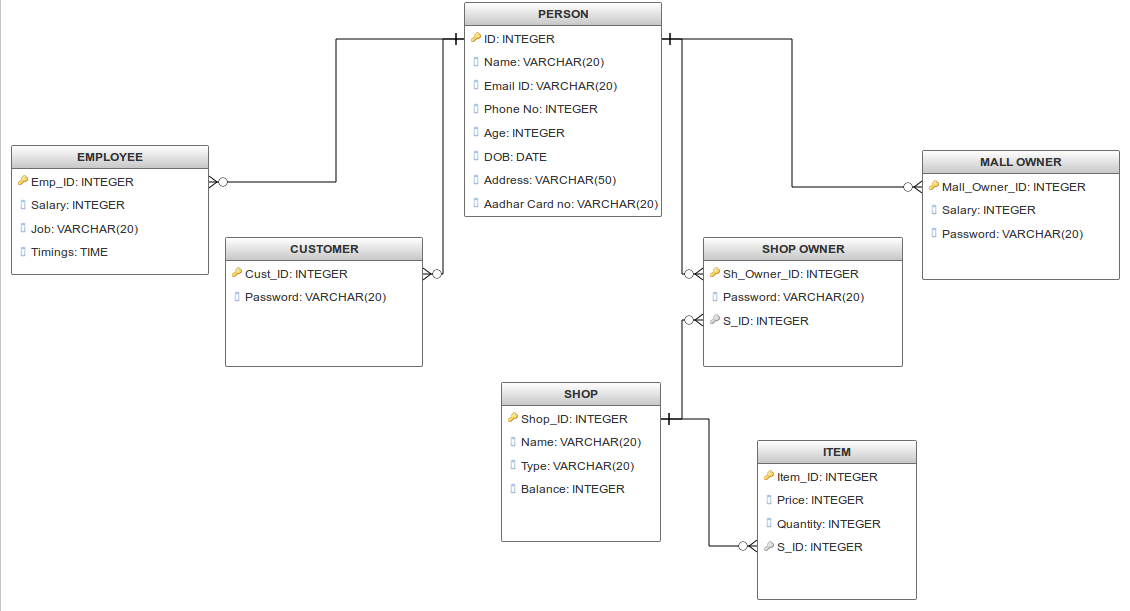 PERSON
ID: INTEGER
Name: VARCHAR(20)
Email ID: VARCHAR(20)
Phone No: INTEGER
Age: INTEGER
DOB: DATE
Address: VARCHAR(50)
Aadhar Card no: VARCHAR(20)
EMPLOYEE
Emp_ID: INTEGER
Salary: INTEGER
Job: VARCHAR(20)
Timings: TIME
CUSTOMER
Cust_ID: INTEGER
Password: VARCHAR(20)
SHOP OWNER
Sh_Owner_ID: INTEGER
Password: VARCHAR(20)
S_ID: INTEGER
MALL OWNER
Mall_Owner_ID: INTEGER
Salary: INTEGER
Password: VARCHAR(20)
SHOP
Shop_ID: INTEGER
Name: VARCHAR(20)
Type: VARCHAR(20)
Balance: INTEGER
ITEM
Item_ID: INTEGER
Price: INTEGER
Quantity: INTEGER
S_ID: INTEGER